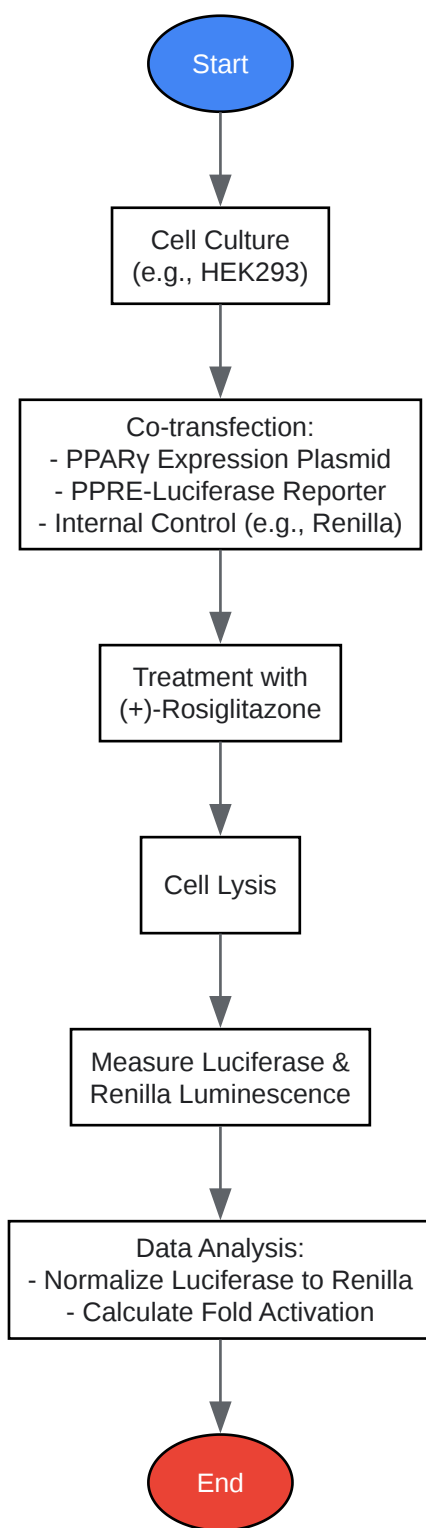 Start
Cell Culture
(e.g., HEK293)
Co-transfection:
- PPARγ Expression Plasmid
- PPRE-Luciferase Reporter
- Internal Control (e.g., Renilla)
Treatment with
(+)-Rosiglitazone
Cell Lysis
Measure Luciferase &
Renilla Luminescence
Data Analysis:
- Normalize Luciferase to Renilla
- Calculate Fold Activation
End